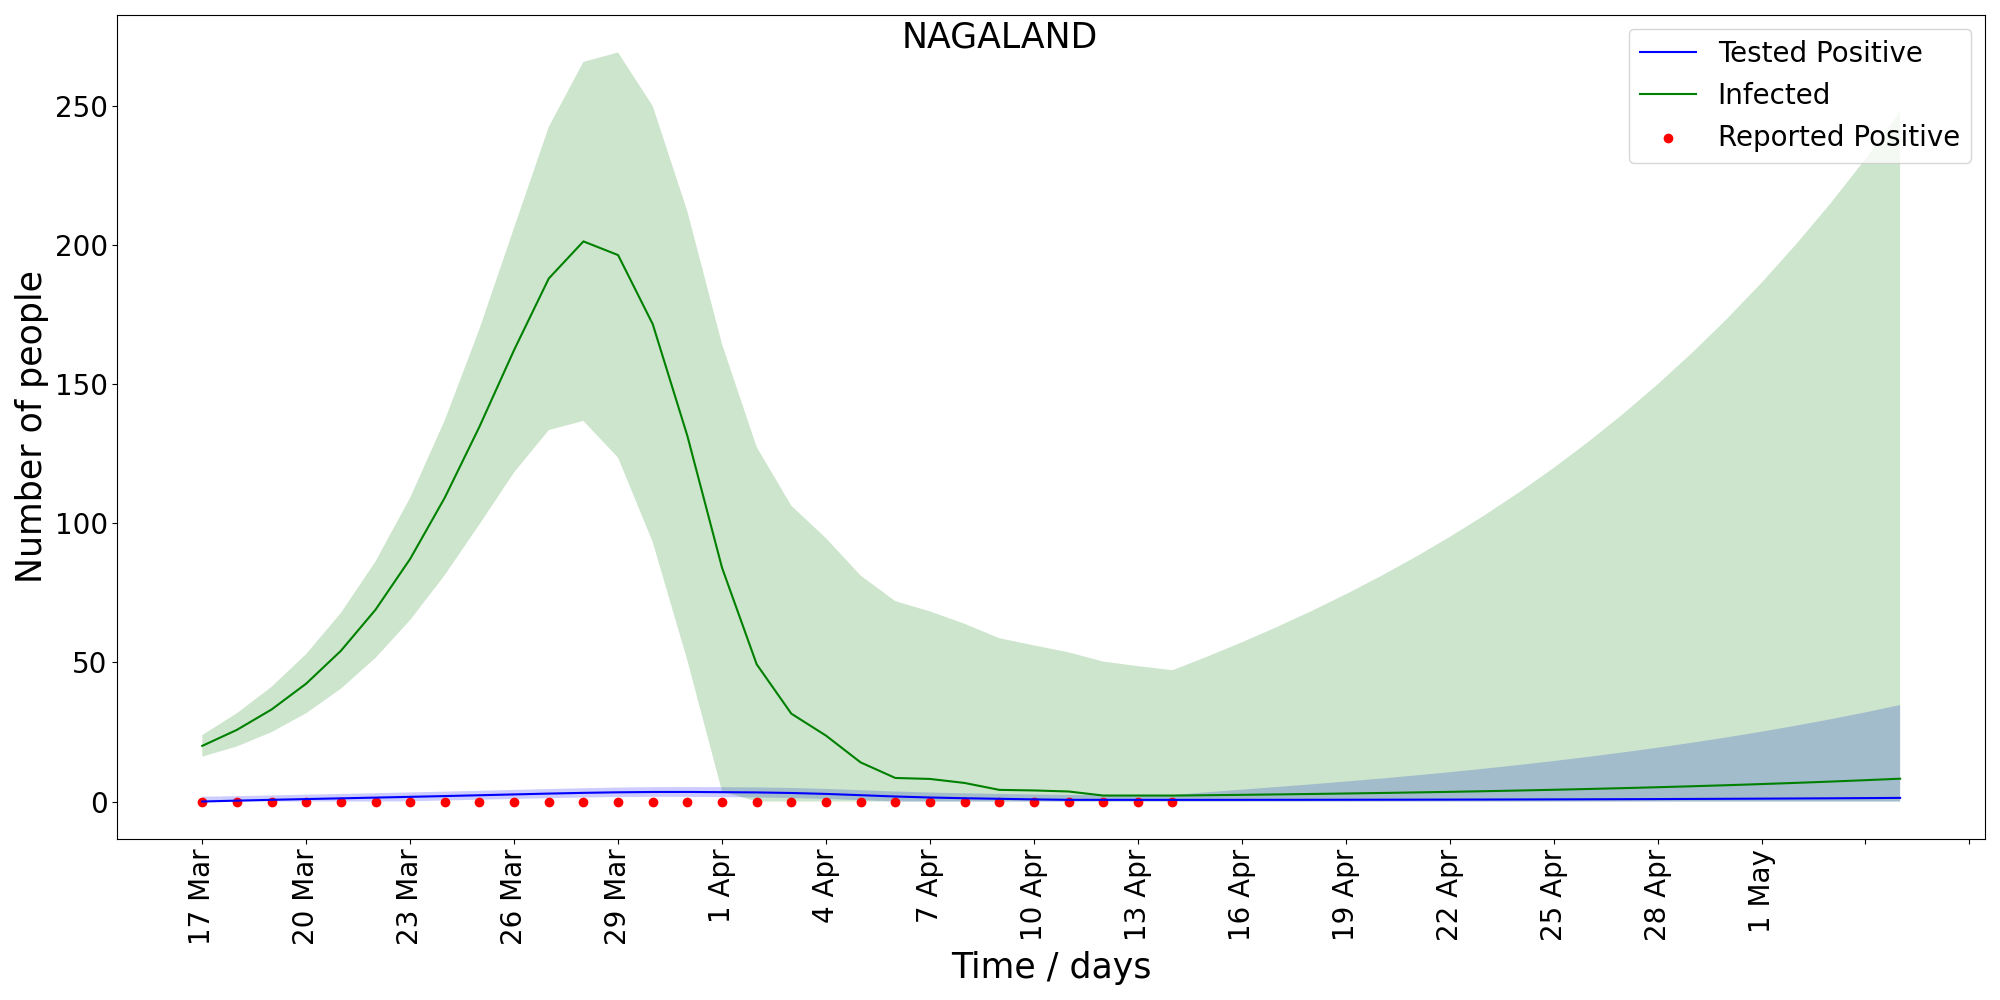 NAGALAND
Tested Positive
Infected
Reported Positive
Number of people
250
200
150
100
50
0
17 Mar
20 Mar
23 Mar
26 Mar
29 Mar
1 Apr
4 Apr
7 Apr
10 Apr
13 Apr
16 Apr
19 Apr
22 Apr
25 Apr
28 Apr
1 May
Time / days